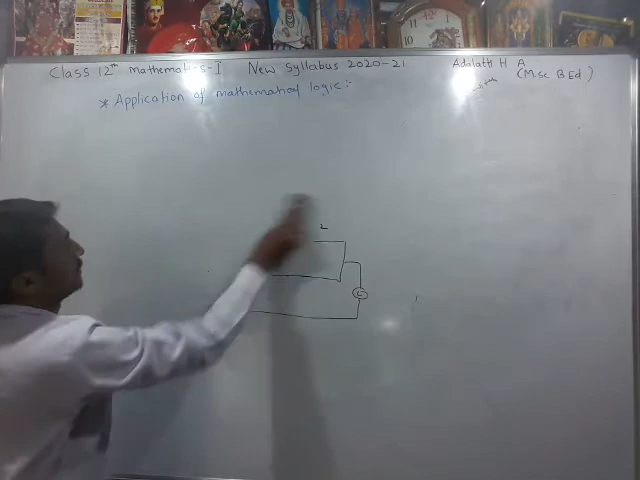 Class 12th mathematics-I New Syllabus 2020-21 Adalath H A
(M.Sc B.Ed)
* Application of mathematical logic:-
L